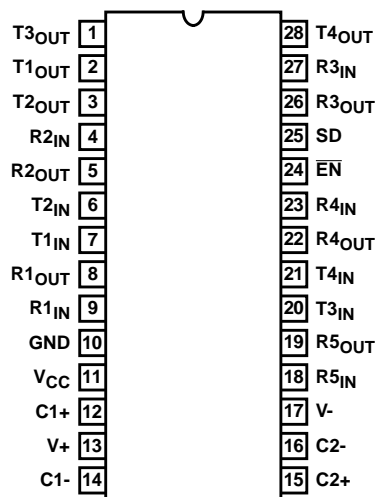 T3OUT 1 28 T4OUT
T1OUT 2 27 R3IN
T2OUT 3 26 R3OUT
R2IN 4 25 SD
R2OUT 5 24 E̅N̅
T2IN 6 23 R4IN
T1IN 7 22 R4OUT
R1OUT 8 21 T4IN
R1IN 9 20 T3IN
GND 10 19 R5OUT
VCC 11 18 R5IN
C1+ 12 17 V-
V+ 13 16 C2-
C1- 14 15 C2+